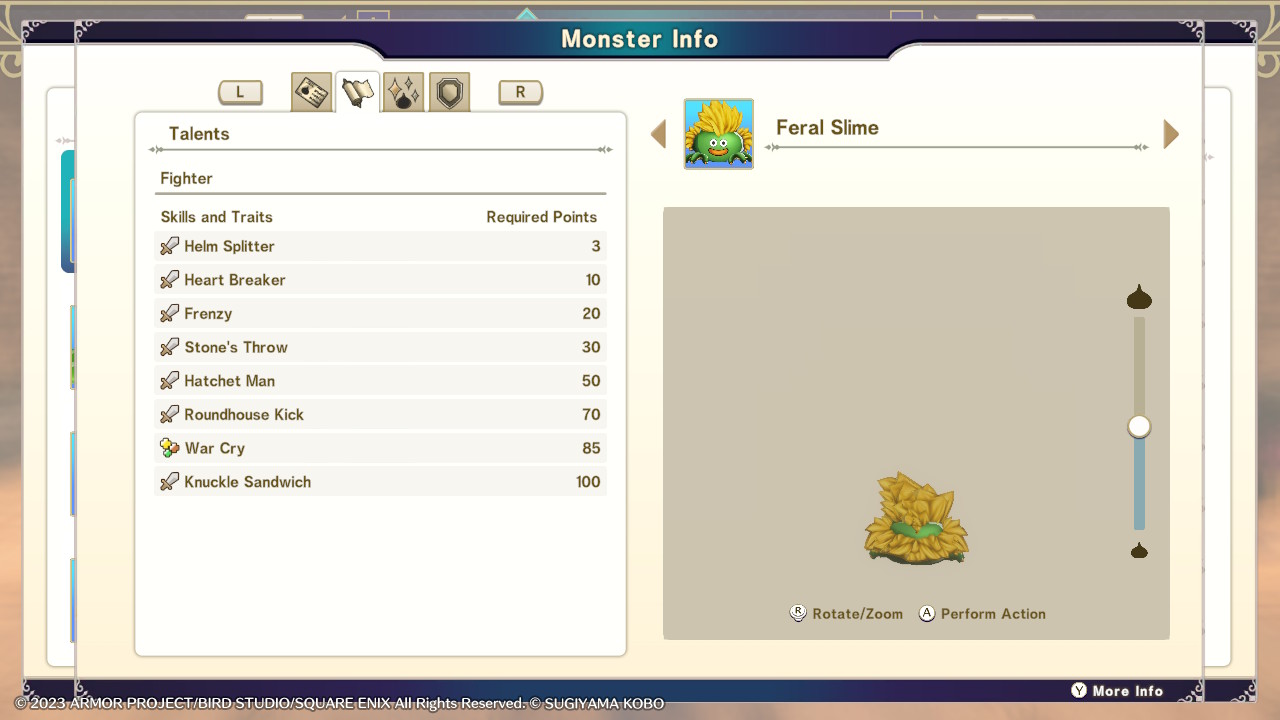 Monster Info
L
R
Talents
Fighter
Skills and Traits Required Points
Helm Splitter 3
Heart Breaker 10
Frenzy 20
Stone's Throw 30
Hatchet Man 50
Roundhouse Kick 70
War Cry 85
Knuckle Sandwich 100
Feral Slime
R Rotate/Zoom A Perform Action
Y More Info
© 2023 ARMOR PROJECT/BIRD STUDIO/SQUARE ENIX All Rights Reserved. © SUGIYAMA KOBO